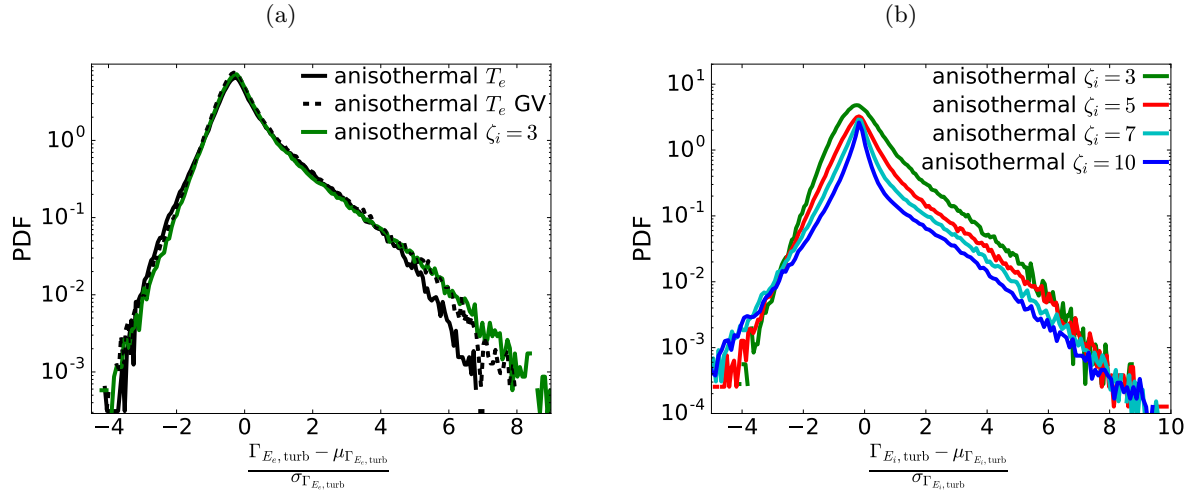 (a)
(b)
anisothermal T_e
anisothermal T_e GV
anisothermal ζ_i = 3
PDF
10^0
10^-1
10^-2
10^-3
−4 −2 0 2 4 6 8
Γ_{E_e, turb} − μ_{Γ_{E_e, turb}}
σ_{Γ_{E_e, turb}}
anisothermal ζ_i = 3
anisothermal ζ_i = 5
anisothermal ζ_i = 7
anisothermal ζ_i = 10
PDF
10^1
10^0
10^-1
10^-2
10^-3
10^-4
−4 −2 0 2 4 6 8 10
Γ_{E_i, turb} − μ_{Γ_{E_i, turb}}
σ_{Γ_{E_i, turb}}